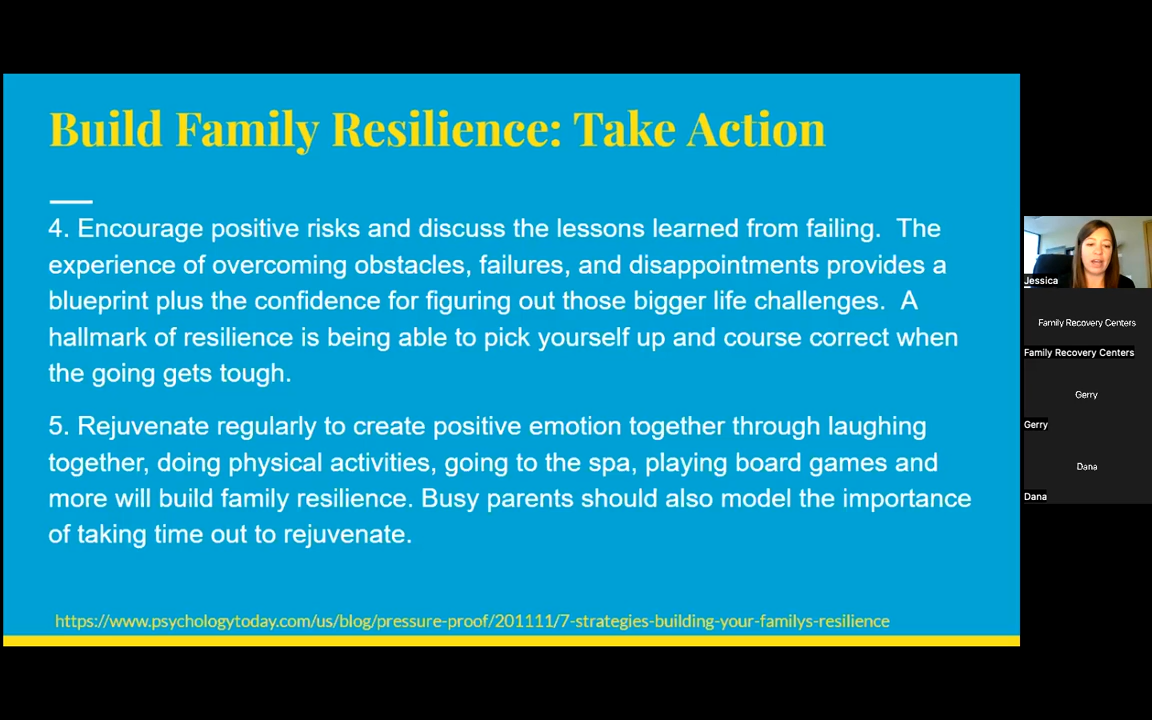 Build Family Resilience: Take Action
4. Encourage positive risks and discuss the lessons learned from failing.  The
experience of overcoming obstacles, failures, and disappointments provides a
blueprint plus the confidence for figuring out those bigger life challenges.  A
hallmark of resilience is being able to pick yourself up and course correct when
the going gets tough.
5. Rejuvenate regularly to create positive emotion together through laughing
together, doing physical activities, going to the spa, playing board games and
more will build family resilience. Busy parents should also model the importance
of taking time out to rejuvenate.
https://www.psychologytoday.com/us/blog/pressure-proof/201111/7-strategies-building-your-familys-resilience
Jessica
Family Recovery Centers
Family Recovery Centers
Gerry
Gerry
Dana
Dana